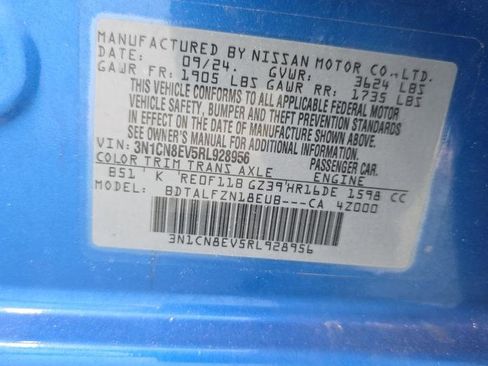 MANUFACTURED BY NISSAN MOTOR CO.,LTD.
DATE: 09/24. GVWR: 3624 LBS
GAWR FR: 1905 LBS GAWR RR: 1735 LBS
THIS VEHICLE CONFORMS TO ALL APPLICABLE FEDERAL MOTOR
VEHICLE SAFETY, BUMPER AND THEFT PREVENTION STANDARDS
IN EFFECT ON THE DATE OF MANUFACTURE SHOWN ABOVE.
SEE OWNER'S MANUAL FOR ADDITIONAL INFORMATION
VIN: 3N1CN8EV5RL928956 PASSENGER CAR.
COLOR TRIM TRANS AXLE ENGINE
B51 K RE0F11B GZ39 HR16DE 1598 CC
MODEL: BDTALFZN18EUB---CA 4Z000
3N1CN8EV5RL928956